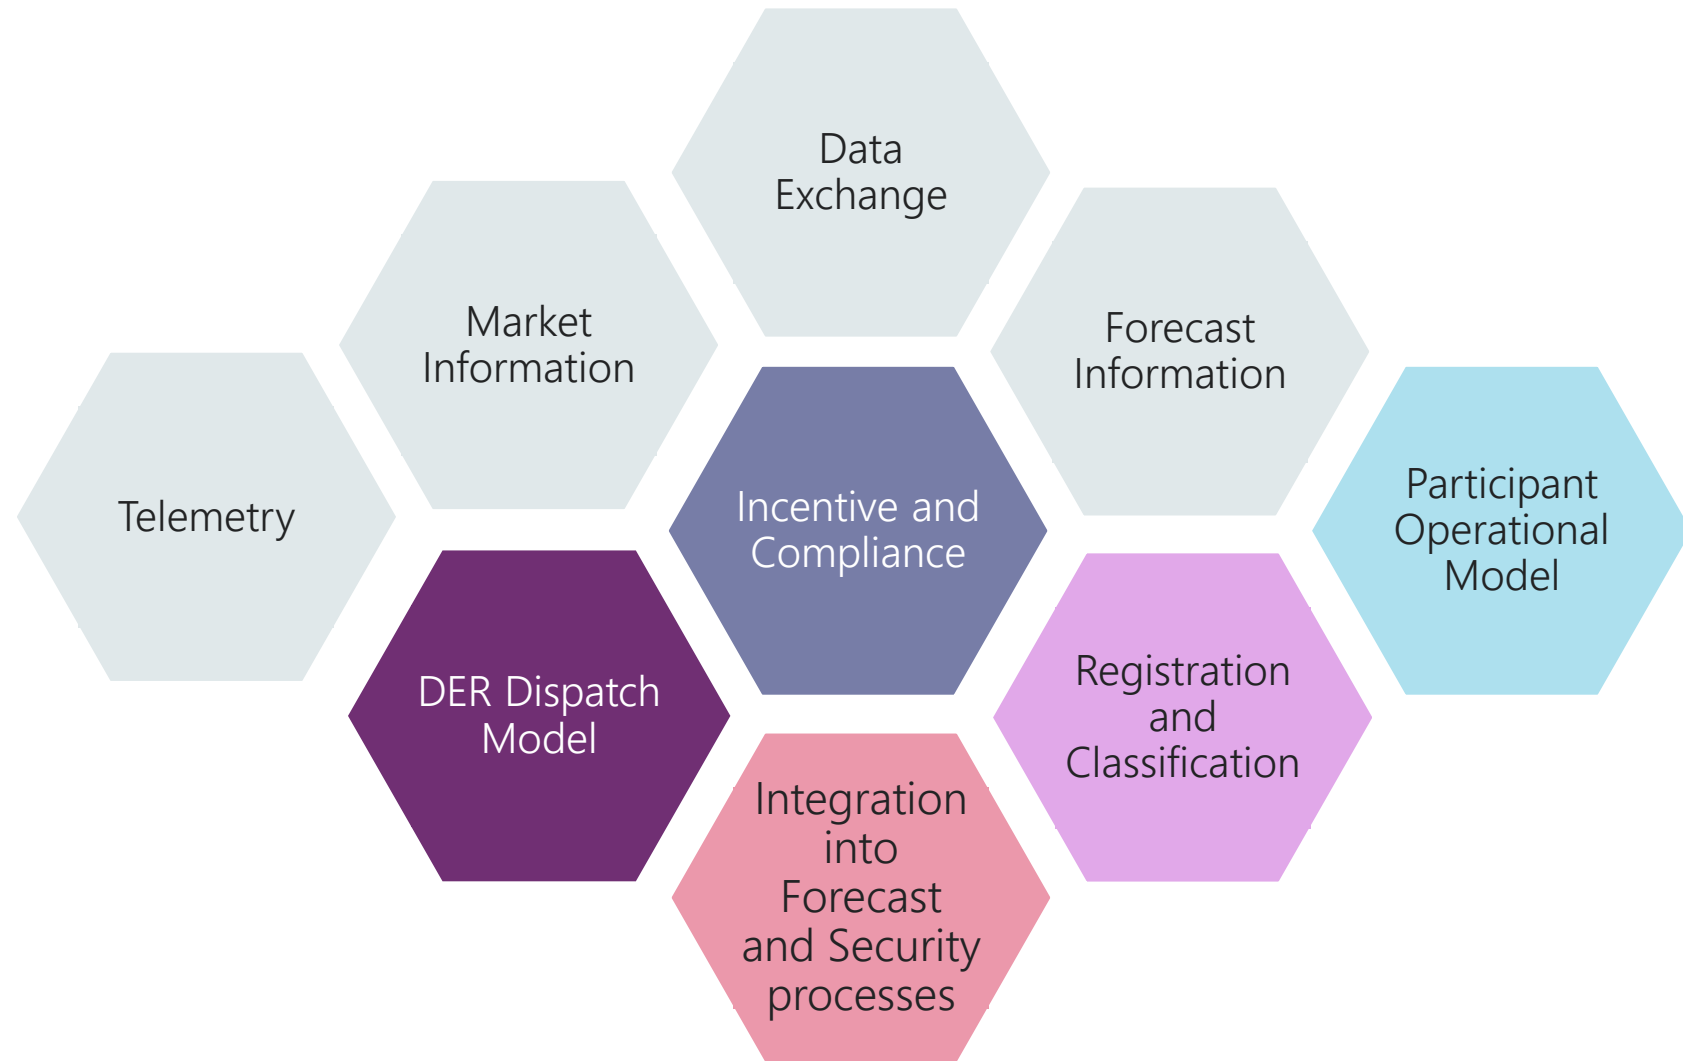 Data
Exchange
Market
Information
Forecast
Information
Telemetry
Incentive and
Compliance
Participant
Operational
Model
DER Dispatch
Model
Registration
and
Classification
Integration
into
Forecast
and Security
processes